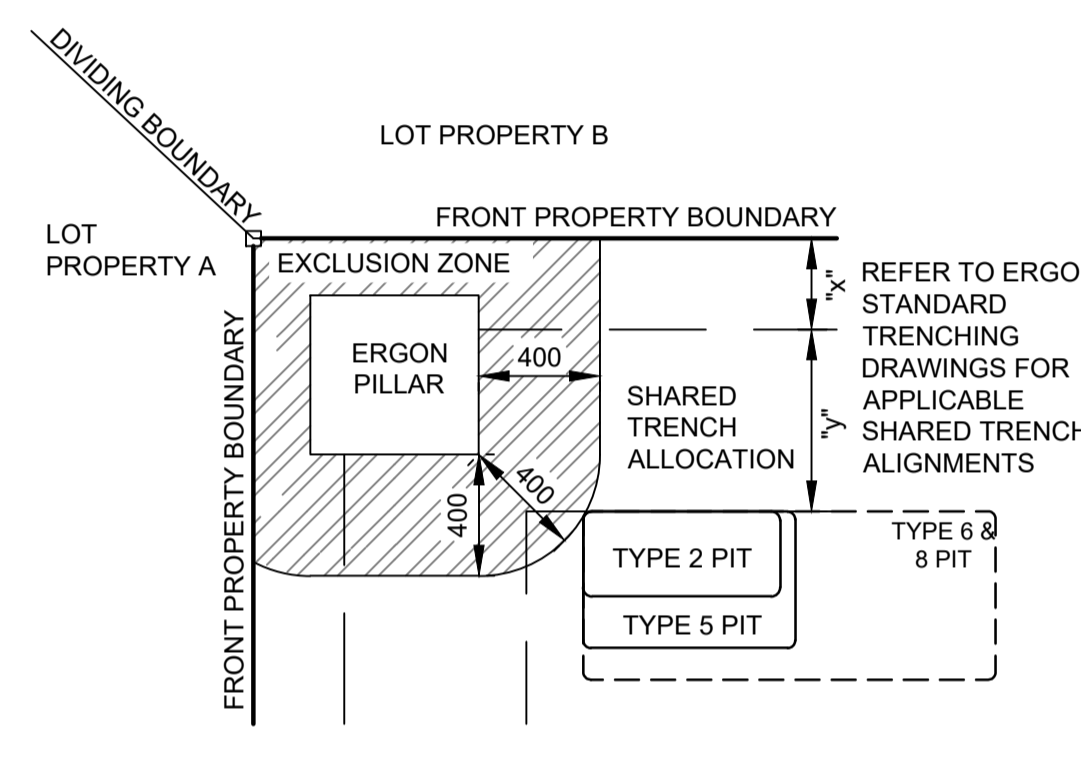 DIVIDING BOUNDARY
LOT PROPERTY B
FRONT PROPERTY BOUNDARY
LOT
PROPERTY A
EXCLUSION ZONE
FRONT PROPERTY BOUNDARY
ERGON
PILLAR
400
400
400
"x"
"y"
REFER TO ERGO
STANDARD
TRENCHING
DRAWINGS FOR
APPLICABLE
SHARED TRENCH
ALIGNMENTS
SHARED
TRENCH
ALLOCATION
TYPE 2 PIT
TYPE 5 PIT
TYPE 6 &
8 PIT